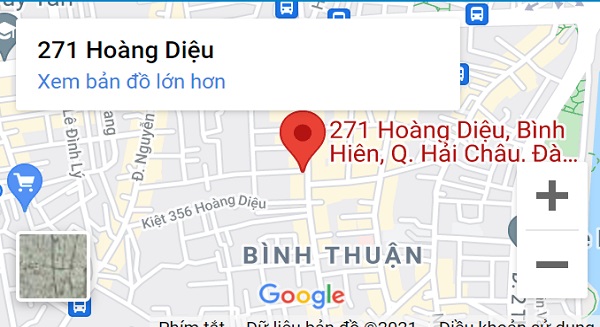 271 Hoàng Diệu
Xem bản đồ lớn hơn
271 Hoàng Diệu, Bình
Hiên, Q. Hải Châu. Đà...
Lê Đình Lý
Đ. Nguyễn
Kiệt 356 Hoàng Diệu
BÌNH THUẬN
Google
Phím tắt
Dữ liệu bản đồ ©2021
Điều khoản sử dụng